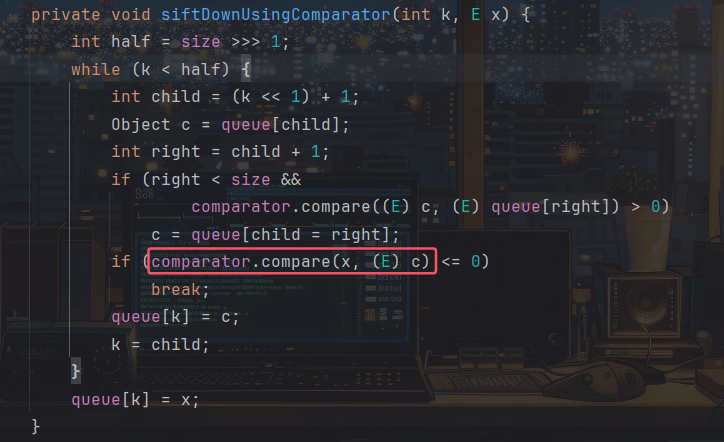 private void siftDownUsingComparator(int k, E x) {
    int half = size >>> 1;
    while (k < half) {
        int child = (k << 1) + 1;
        Object c = queue[child];
        int right = child + 1;
        if (right < size &&
                comparator.compare((E) c, (E) queue[right]) > 0)
            c = queue[child = right];
        if (comparator.compare(x, (E) c) <= 0)
            break;
        queue[k] = c;
        k = child;
    }
    queue[k] = x;
}